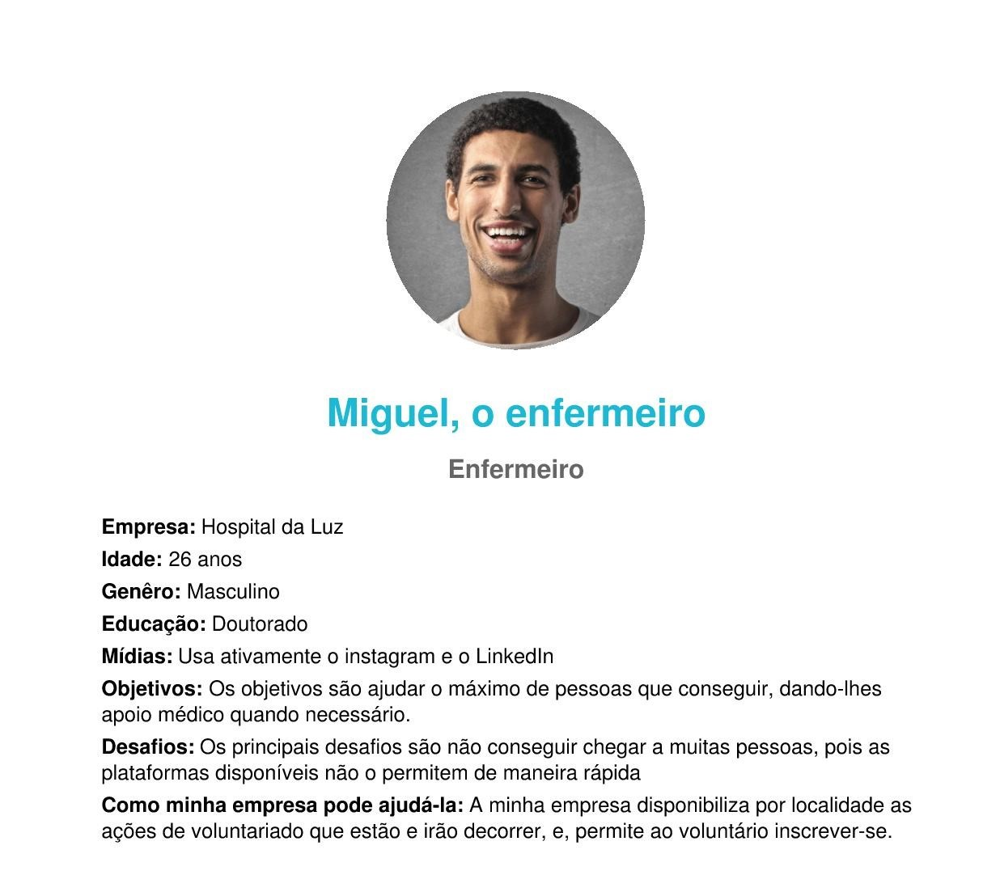 Miguel, o enfermeiro
Enfermeiro
Empresa: Hospital da Luz
Idade: 26 anos
Genêro: Masculino
Educação: Doutorado
Mídias: Usa ativamente o instagram e o LinkedIn
Objetivos: Os objetivos são ajudar o máximo de pessoas que conseguir, dando-lhes
apoio médico quando necessário.
Desafios: Os principais desafios são não conseguir chegar a muitas pessoas, pois as
plataformas disponíveis não o permitem de maneira rápida
Como minha empresa pode ajudá-la: A minha empresa disponibiliza por localidade as
ações de voluntariado que estão e irão decorrer, e, permite ao voluntário inscrever-se.